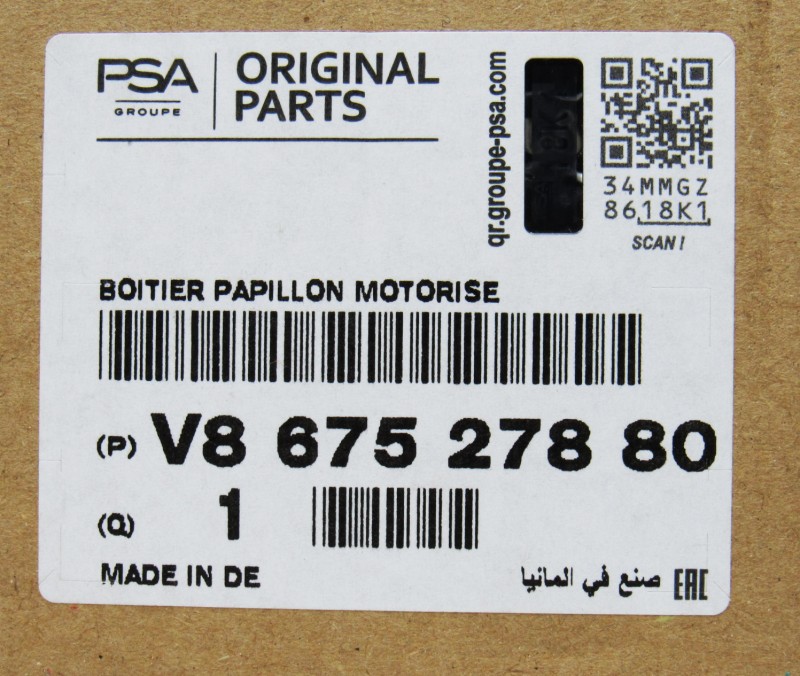 PSA
GROUPE
ORIGINAL
PARTS
qr.groupe-psa.com
34MMGZ
8618K1
SCAN!
BOITIER PAPILLON MOTORISE
(P) V8 675 278 80
(Q) 1
MADE IN DE
صنع في المانيا
EAC